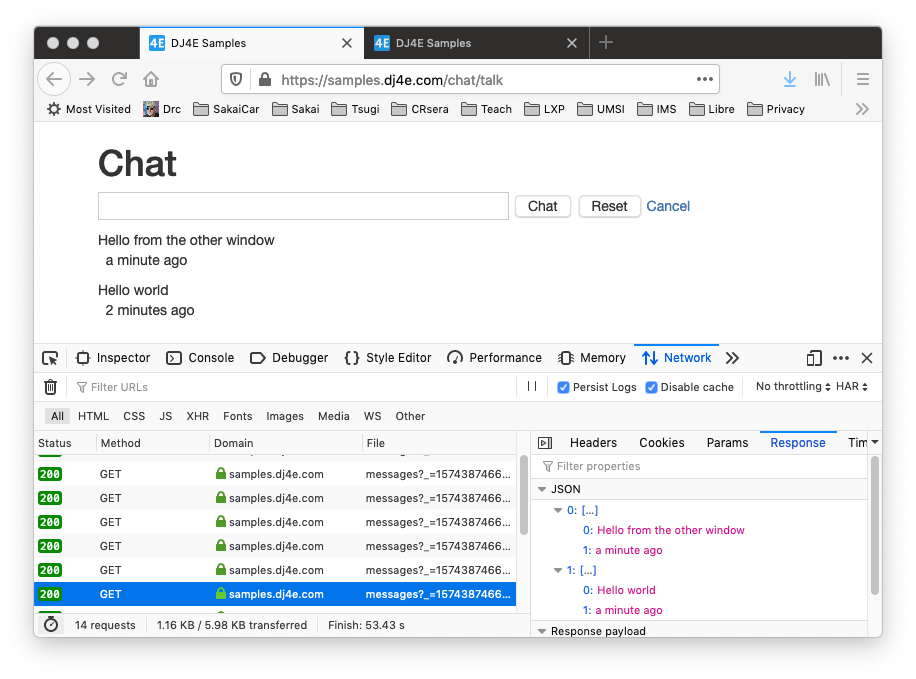 4E DJ4E Samples
4E DJ4E Samples
https://samples.dj4e.com/chat/talk
Most Visited Drc SakaiCar Sakai Tsugi CRsera Teach LXP UMSI IMS Libre Privacy
Chat
Chat Reset Cancel
Hello from the other window
a minute ago
Hello world
2 minutes ago
Inspector Console Debugger {} Style Editor Performance Memory Network
Filter URLs Persist Logs Disable cache No throttling HAR
All HTML CSS JS XHR Fonts Images Media WS Other
Status Method Domain File
200 GET samples.dj4e.com messages?_=1574387466...
200 GET samples.dj4e.com messages?_=1574387466...
200 GET samples.dj4e.com messages?_=1574387466...
200 GET samples.dj4e.com messages?_=1574387466...
200 GET samples.dj4e.com messages?_=1574387466...
200 GET samples.dj4e.com messages?_=1574387466...
14 requests 1.16 KB / 5.98 KB transferred Finish: 53.43 s
Headers Cookies Params Response Tim
Filter properties
JSON
0: […]
0: Hello from the other window
1: a minute ago
1: […]
0: Hello world
1: a minute ago
Response payload